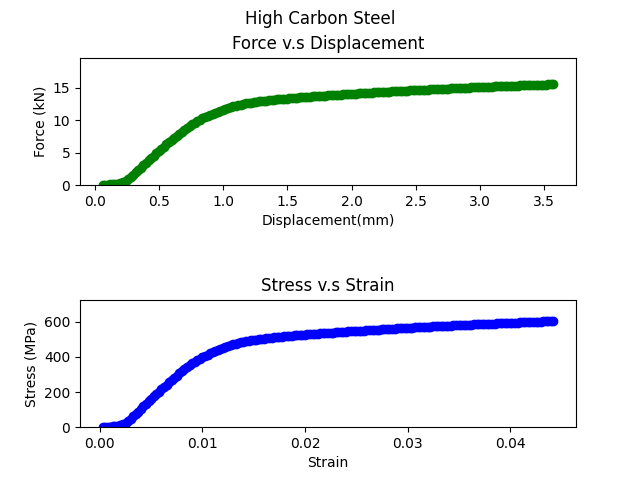 High Carbon Steel
Force v.s Displacement
Force (kN)
15
10
5
0
0.0 0.5 1.0 1.5 2.0 2.5 3.0 3.5
Displacement(mm)
Stress v.s Strain
Stress (MPa)
600
400
200
0
0.00 0.01 0.02 0.03 0.04
Strain